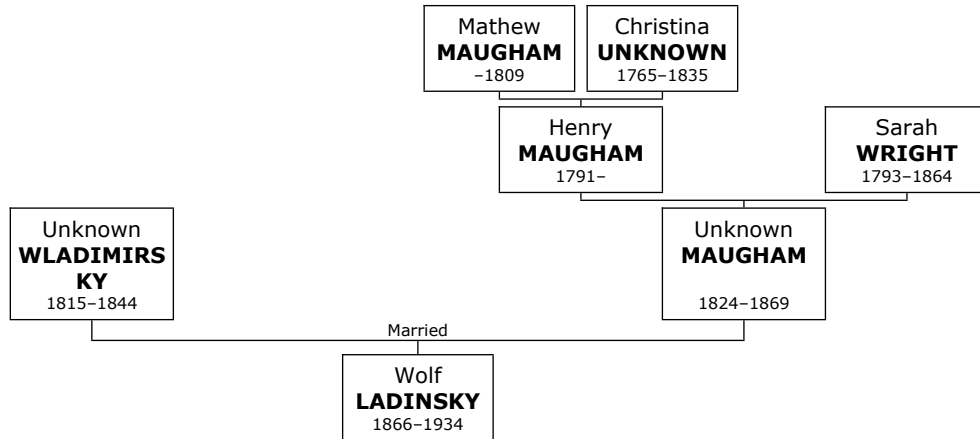 Mathew
MAUGHAM
–1809
Christina
UNKNOWN
1765–1835
Henry
MAUGHAM
1791–
Sarah
WRIGHT
1793–1864
Unknown
WLADIMIRS
KY
1815–1844
Unknown
MAUGHAM
1824–1869
Married
Wolf
LADINSKY
1866–1934